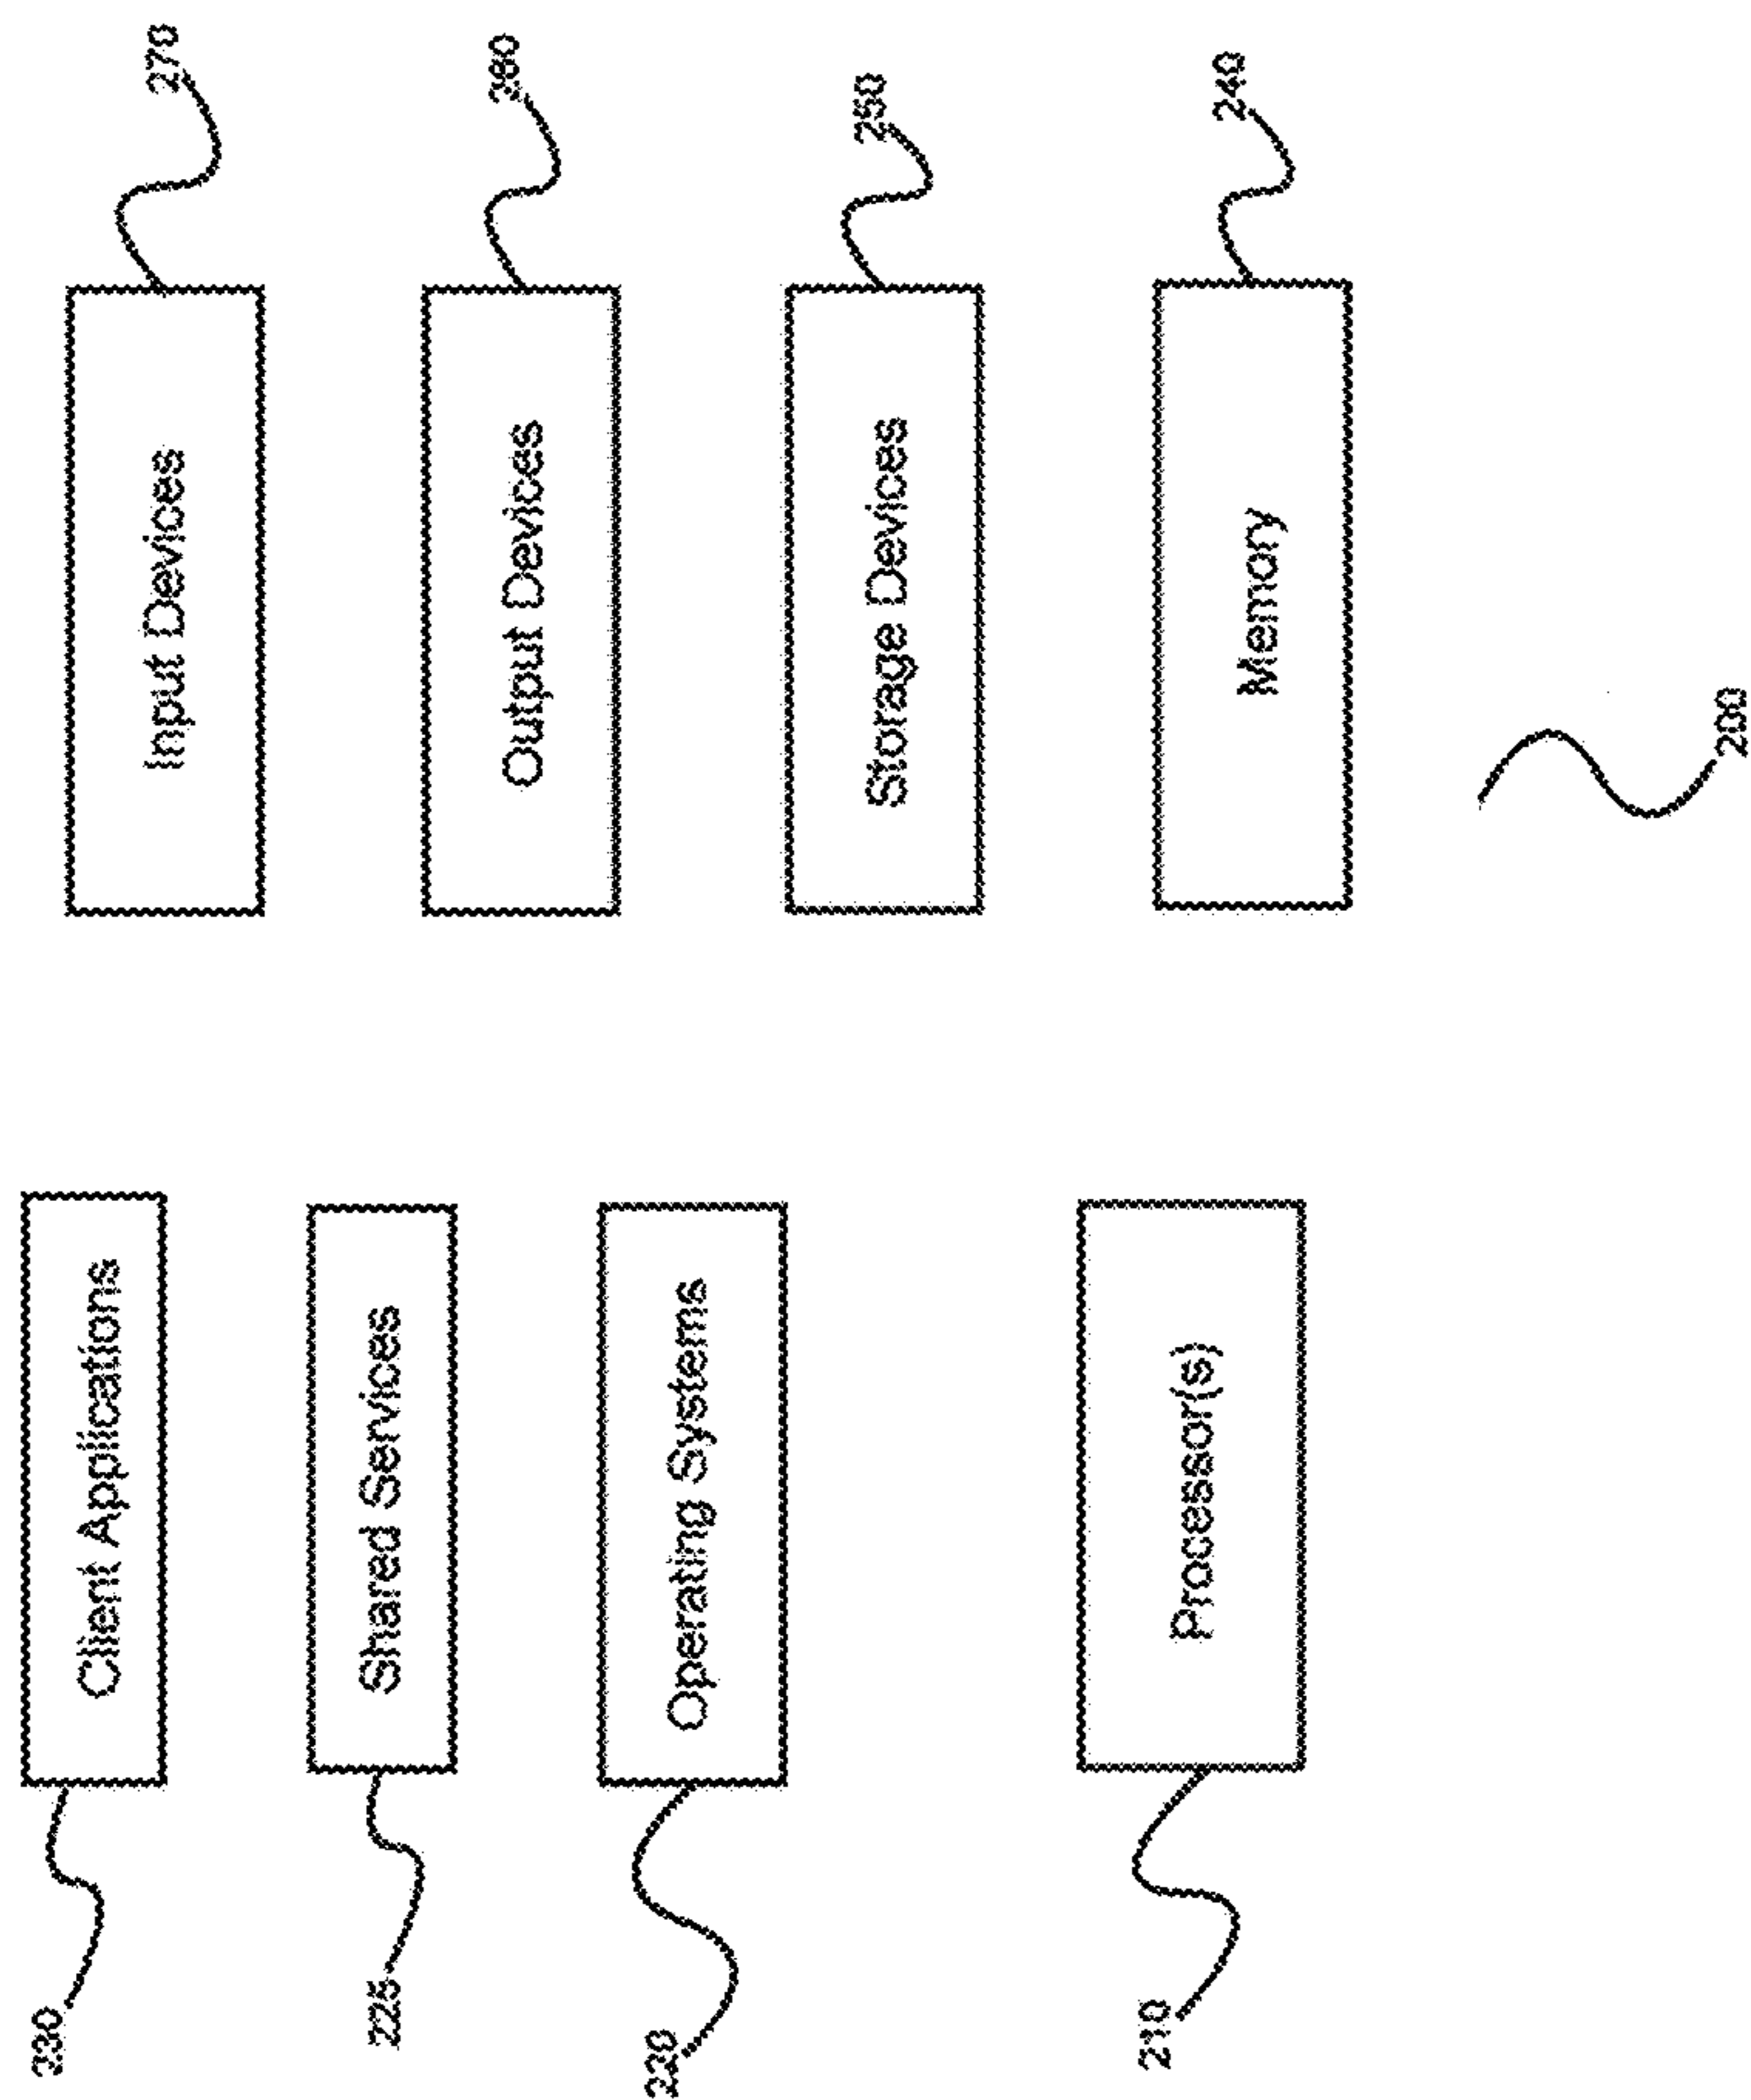 230
Client Applications
225
Shared Services
220
Operating Systems
210
Processor(s)
Input Devices
270
Output Devices
260
Storage Devices
250
Memory
240
200